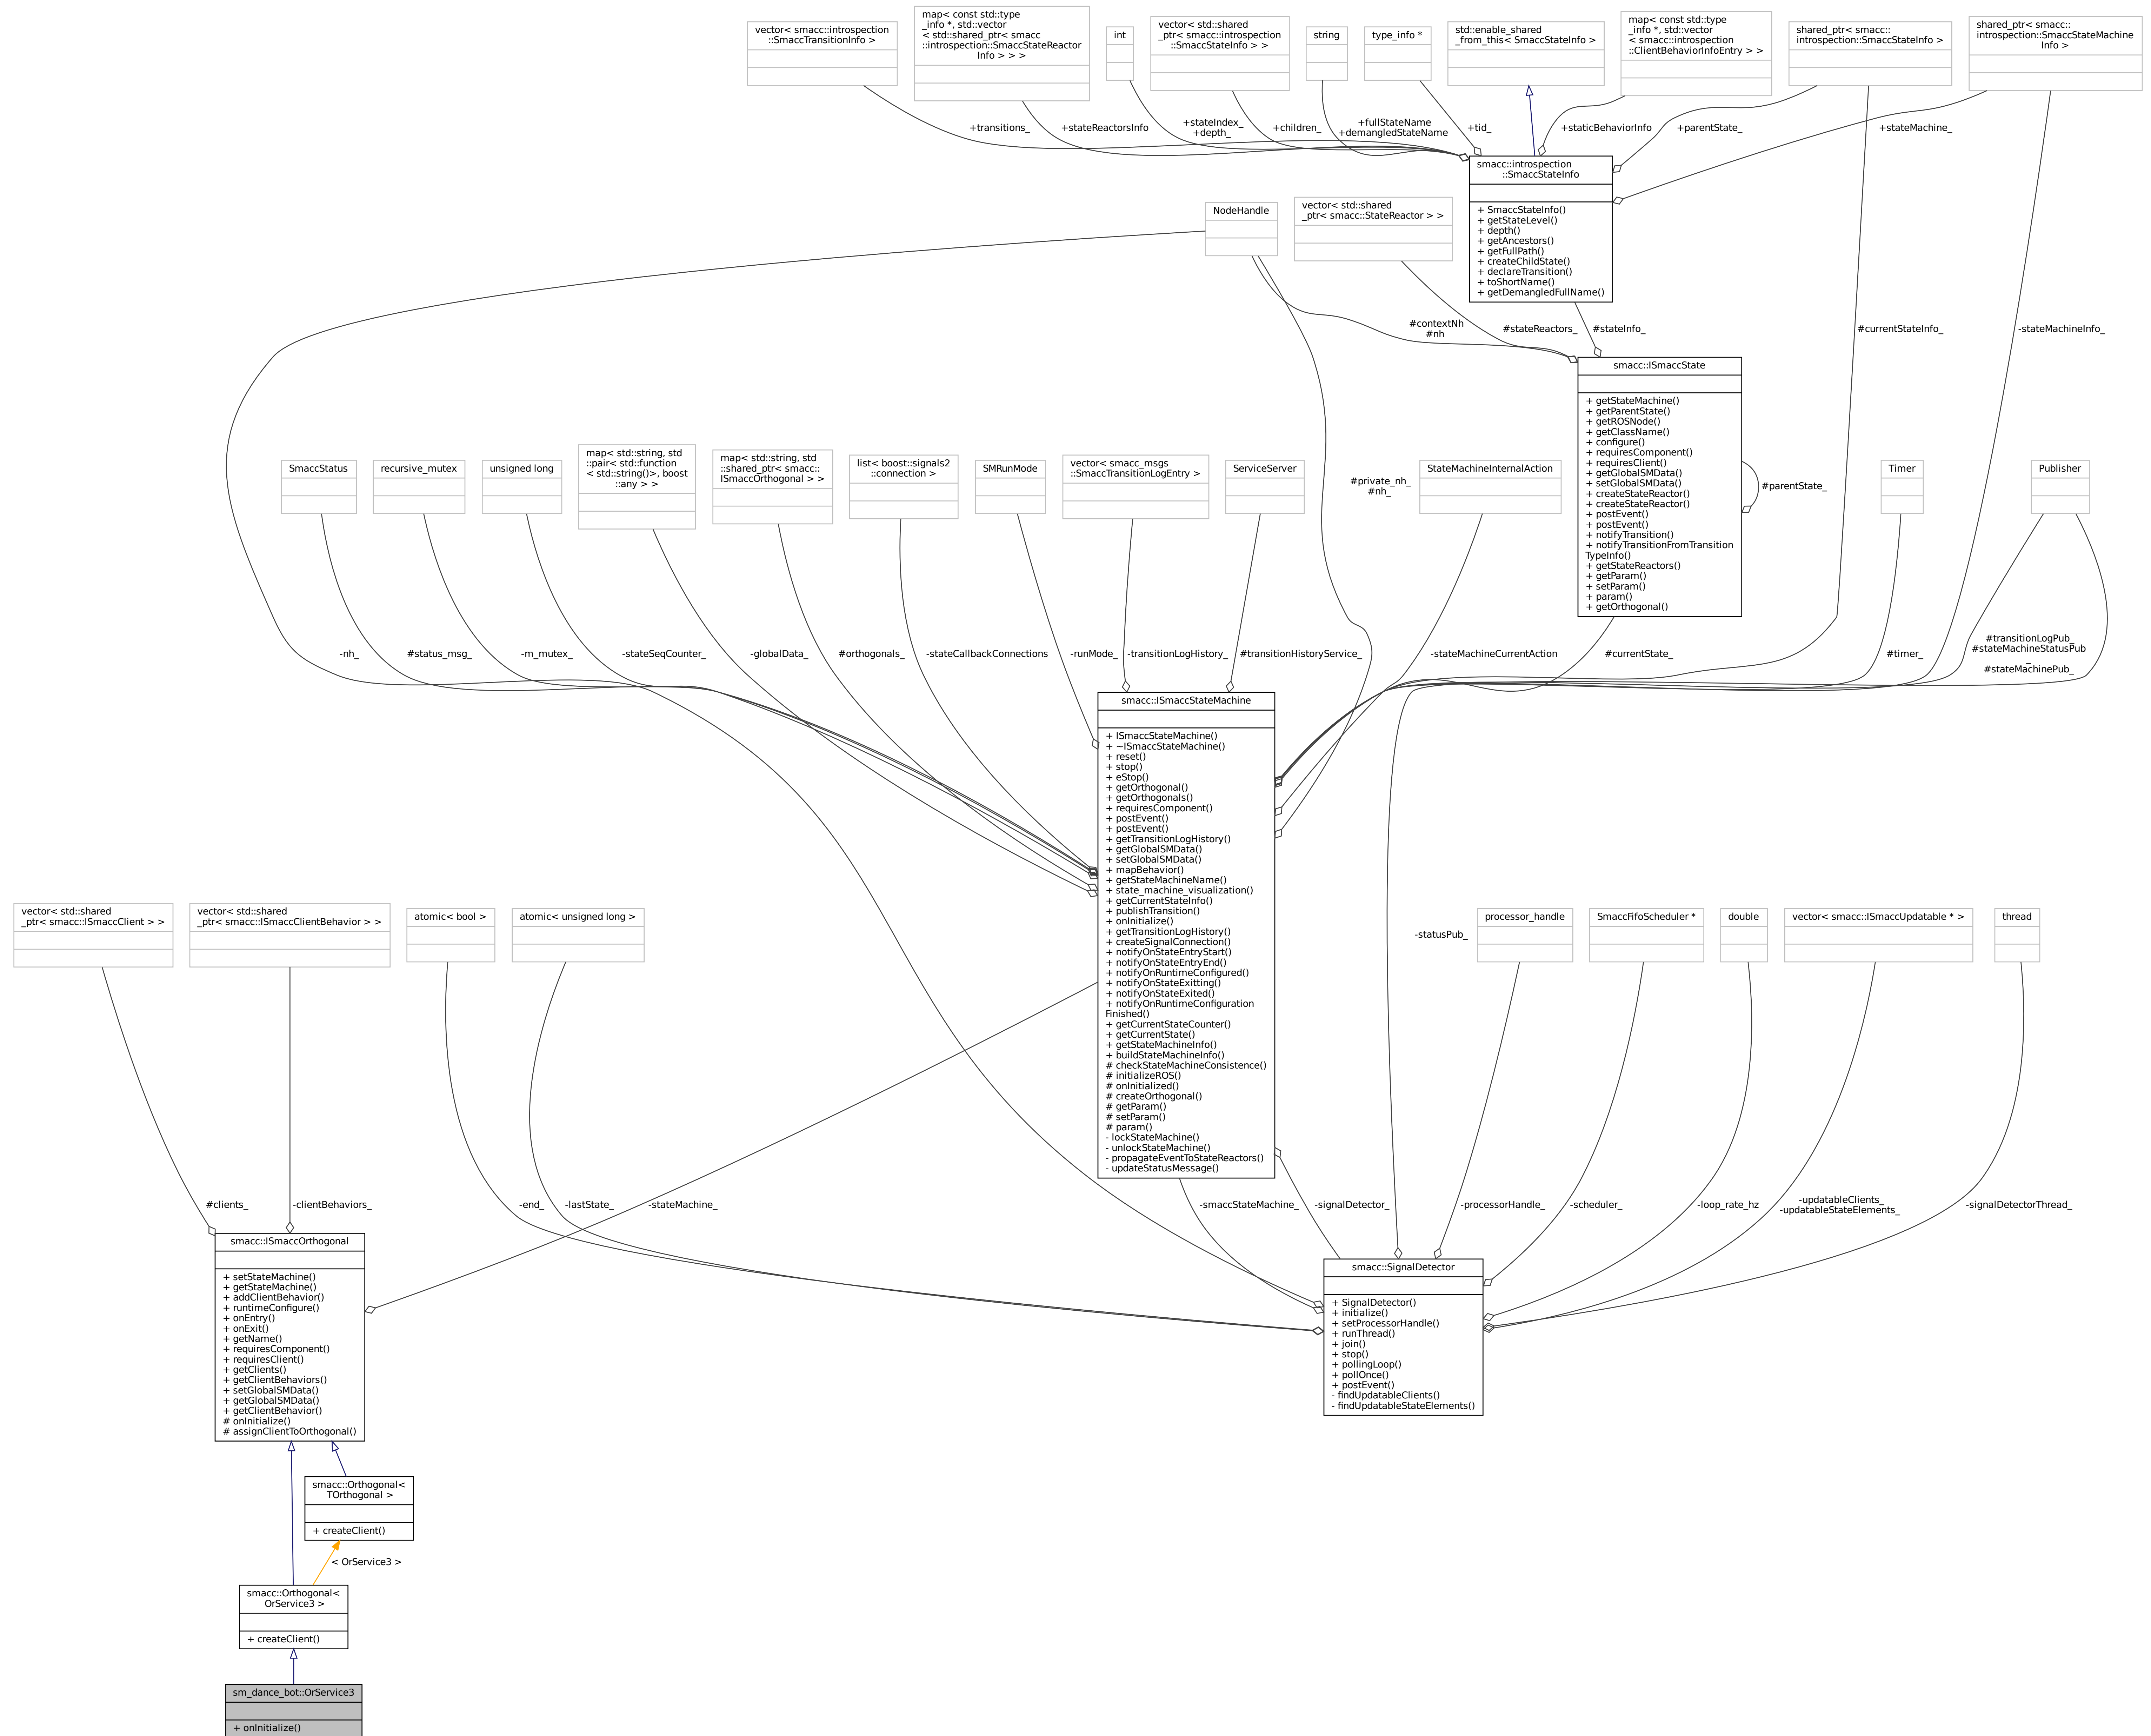 vector< smacc::introspection
::SmaccTransitionInfo >
map< const std::type
_info *, std::vector
< std::shared_ptr< smacc
::introspection::SmaccStateReactor
Info > > >
int
vector< std::shared
_ptr< smacc::introspection
::SmaccStateInfo > >
string
type_info *
std::enable_shared
_from_this< SmaccStateInfo >
map< const std::type
_info *, std::vector
< smacc::introspection
::ClientBehaviorInfoEntry > >
shared_ptr< smacc::
introspection::SmaccStateInfo >
shared_ptr< smacc::
introspection::SmaccStateMachine
Info >
+transitions_
+stateReactorsInfo
+stateIndex_
+depth_
+children_
+fullStateName
+demangledStateName
+tid_
+staticBehaviorInfo
+parentState_
+stateMachine_
smacc::introspection
::SmaccStateInfo
+ SmaccStateInfo()
+ getStateLevel()
+ depth()
+ getAncestors()
+ getFullPath()
+ createChildState()
+ declareTransition()
+ toShortName()
+ getDemangledFullName()
NodeHandle
vector< std::shared
_ptr< smacc::StateReactor > >
#contextNh
#nh
#stateReactors_
#stateInfo_
#currentStateInfo_
-stateMachineInfo_
smacc::ISmaccState
+ getStateMachine()
+ getParentState()
+ getROSNode()
+ getClassName()
+ configure()
+ requiresComponent()
+ requiresClient()
+ getGlobalSMData()
+ setGlobalSMData()
+ createStateReactor()
+ createStateReactor()
+ postEvent()
+ postEvent()
+ notifyTransition()
+ notifyTransitionFromTransition
TypeInfo()
+ getStateReactors()
+ getParam()
+ setParam()
+ param()
+ getOrthogonal()
#parentState_
SmaccStatus
recursive_mutex
unsigned long
map< std::string, std
::pair< std::function
< std::string()>, boost
::any > >
map< std::string, std
::shared_ptr< smacc::
ISmaccOrthogonal > >
list< boost::signals2
::connection >
SMRunMode
vector< smacc_msgs
::SmaccTransitionLogEntry >
ServiceServer
#private_nh_
#nh_
StateMachineInternalAction
Timer
Publisher
-nh_
#status_msg_
-m_mutex_
-stateSeqCounter_
-globalData_
#orthogonals_
-stateCallbackConnections
-runMode_
-transitionLogHistory_
#transitionHistoryService_
-stateMachineCurrentAction
#currentState_
#timer_
#transitionLogPub_
#stateMachineStatusPub
_
#stateMachinePub_
smacc::ISmaccStateMachine
+ ISmaccStateMachine()
+ ~ISmaccStateMachine()
+ reset()
+ stop()
+ eStop()
+ getOrthogonal()
+ getOrthogonals()
+ requiresComponent()
+ postEvent()
+ postEvent()
+ getTransitionLogHistory()
+ getGlobalSMData()
+ setGlobalSMData()
+ mapBehavior()
+ getStateMachineName()
+ state_machine_visualization()
+ getCurrentStateInfo()
+ publishTransition()
+ onInitialize()
+ getTransitionLogHistory()
+ createSignalConnection()
+ notifyOnStateEntryStart()
+ notifyOnStateEntryEnd()
+ notifyOnRuntimeConfigured()
+ notifyOnStateExitting()
+ notifyOnStateExited()
+ notifyOnRuntimeConfiguration
Finished()
+ getCurrentStateCounter()
+ getCurrentState()
+ getStateMachineInfo()
+ buildStateMachineInfo()
# checkStateMachineConsistence()
# initializeROS()
# onInitialized()
# createOrthogonal()
# getParam()
# setParam()
# param()
- lockStateMachine()
- unlockStateMachine()
- propagateEventToStateReactors()
- updateStatusMessage()
vector< std::shared
_ptr< smacc::ISmaccClient > >
vector< std::shared
_ptr< smacc::ISmaccClientBehavior > >
atomic< bool >
atomic< unsigned long >
-statusPub_
processor_handle
SmaccFifoScheduler *
double
vector< smacc::ISmaccUpdatable * >
thread
#clients_
-clientBehaviors_
-end_
-lastState_
-stateMachine_
-smaccStateMachine_
-signalDetector_
-processorHandle_
-scheduler_
-loop_rate_hz
-updatableClients_
-updatableStateElements_
-signalDetectorThread_
smacc::ISmaccOrthogonal
+ setStateMachine()
+ getStateMachine()
+ addClientBehavior()
+ runtimeConfigure()
+ onEntry()
+ onExit()
+ getName()
+ requiresComponent()
+ requiresClient()
+ getClients()
+ getClientBehaviors()
+ setGlobalSMData()
+ getGlobalSMData()
+ getClientBehavior()
# onInitialize()
# assignClientToOrthogonal()
smacc::SignalDetector
+ SignalDetector()
+ initialize()
+ setProcessorHandle()
+ runThread()
+ join()
+ stop()
+ pollingLoop()
+ pollOnce()
+ postEvent()
- findUpdatableClients()
- findUpdatableStateElements()
smacc::Orthogonal<
TOrthogonal >
+ createClient()
< OrService3 >
smacc::Orthogonal<
OrService3 >
+ createClient()
sm_dance_bot::OrService3
+ onInitialize()